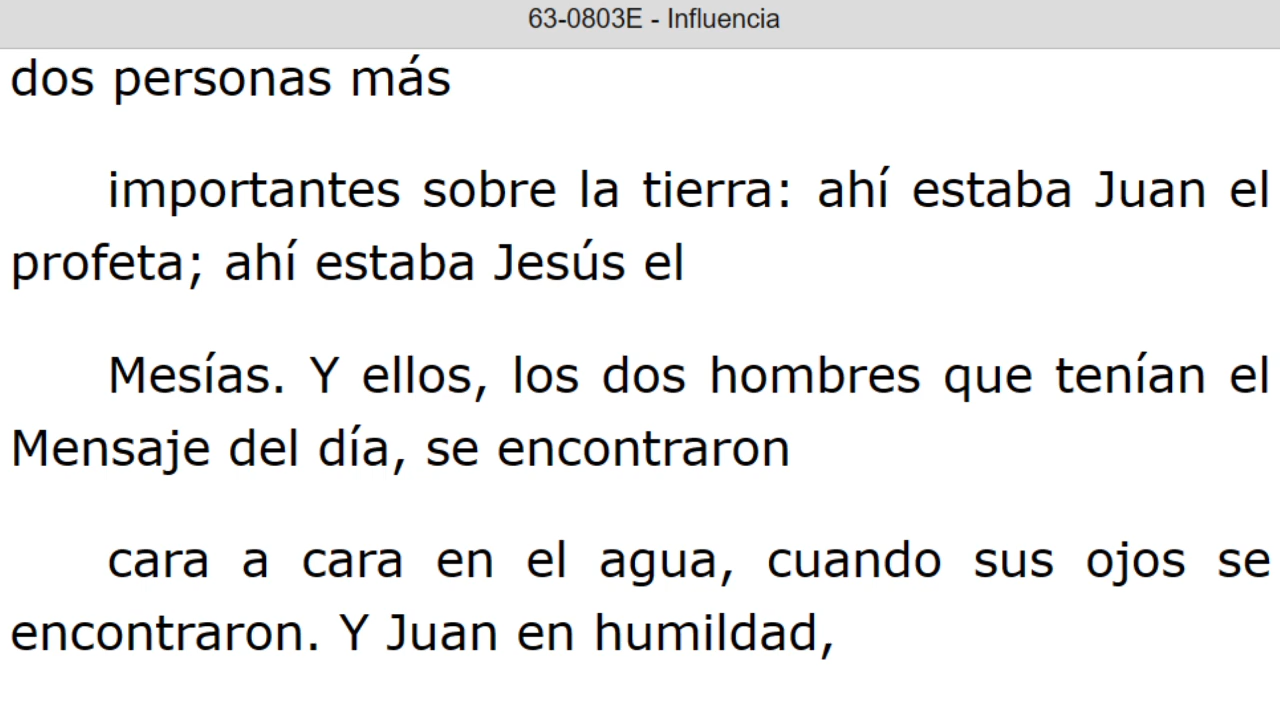 63-0803E - Influencia
dos personas más
importantes sobre la tierra: ahí estaba Juan el
profeta; ahí estaba Jesús el
Mesías. Y ellos, los dos hombres que tenían el
Mensaje del día, se encontraron
cara a cara en el agua, cuando sus ojos se
encontraron. Y Juan en humildad,